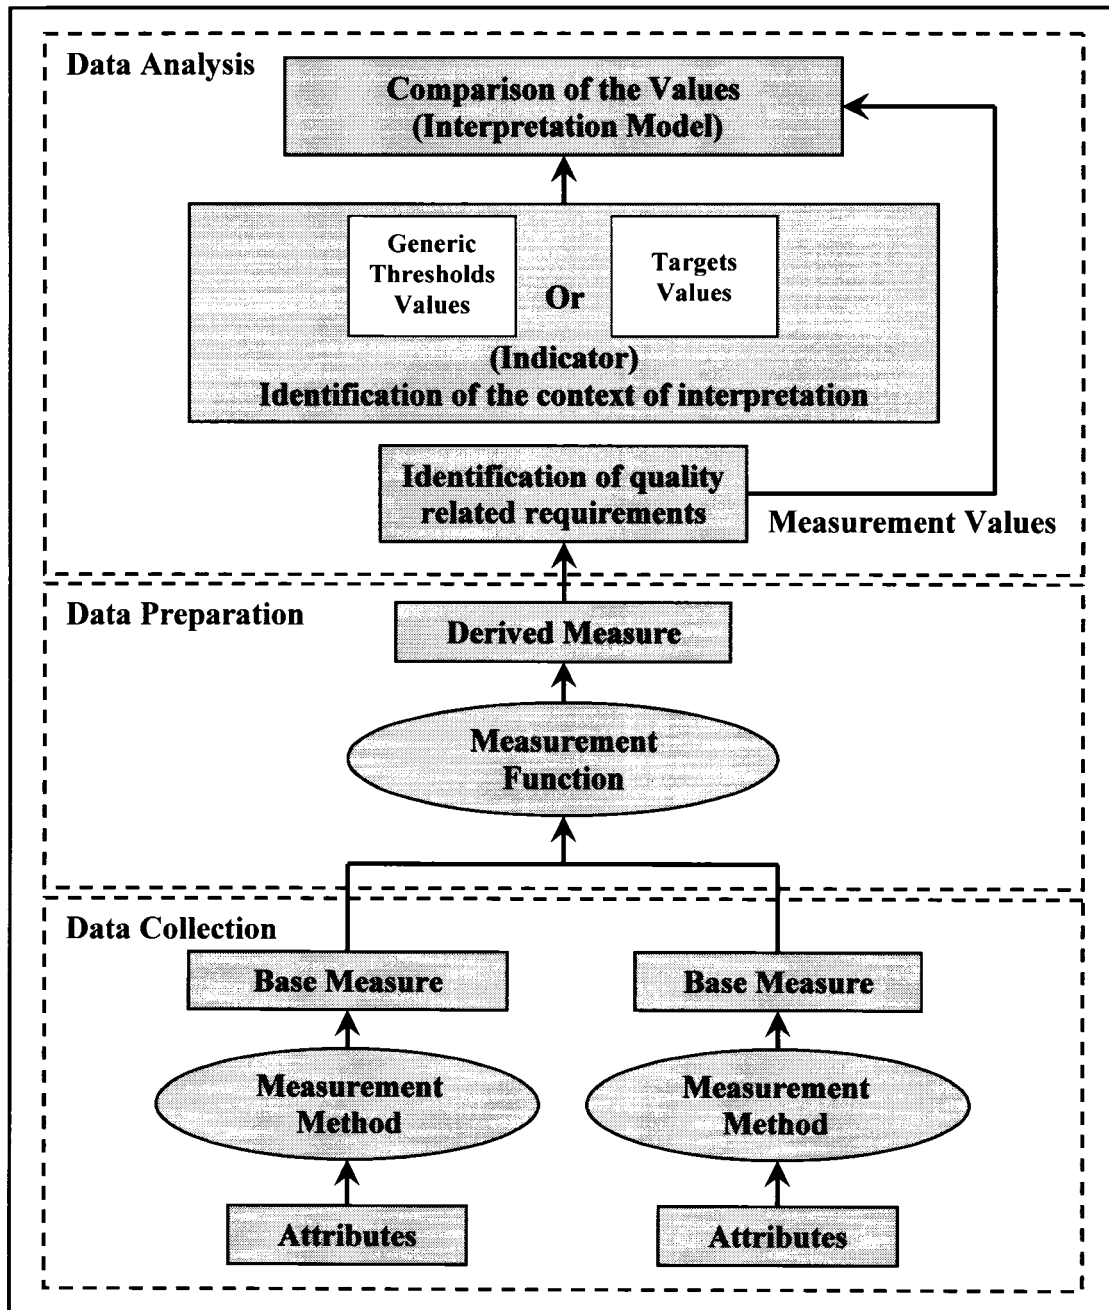 Data Analysis
Comparison of the Values
(Interpretation Model)
Generic
Thresholds
Values
Or
Targets
Values
(Indicator)
Identification of the context of interpretation
Identification of quality
related requirements
Measurement Values
Data Preparation
Derived Measure
Measurement
Function
Data Collection
Base Measure
Base Measure
Measurement
Method
Measurement
Method
Attributes
Attributes